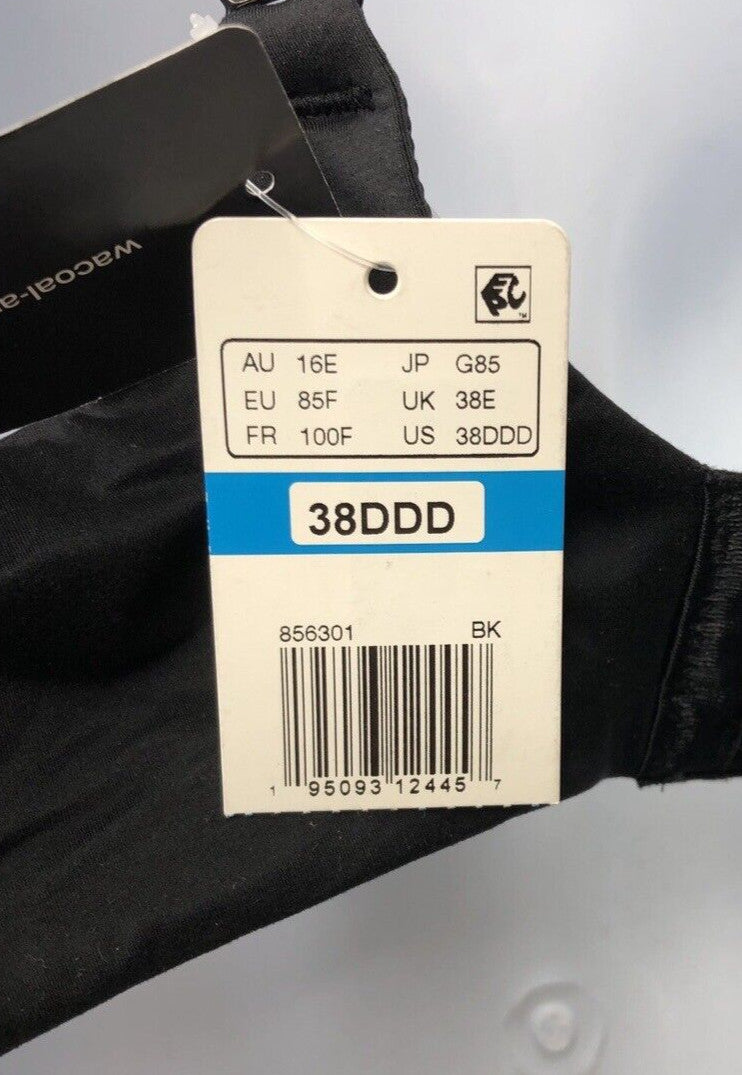 wacoal-a
AU 16E JP G85
EU 85F UK 38E
FR 100F US 38DDD
38DDD
856301 BK
1 95093 12445 7